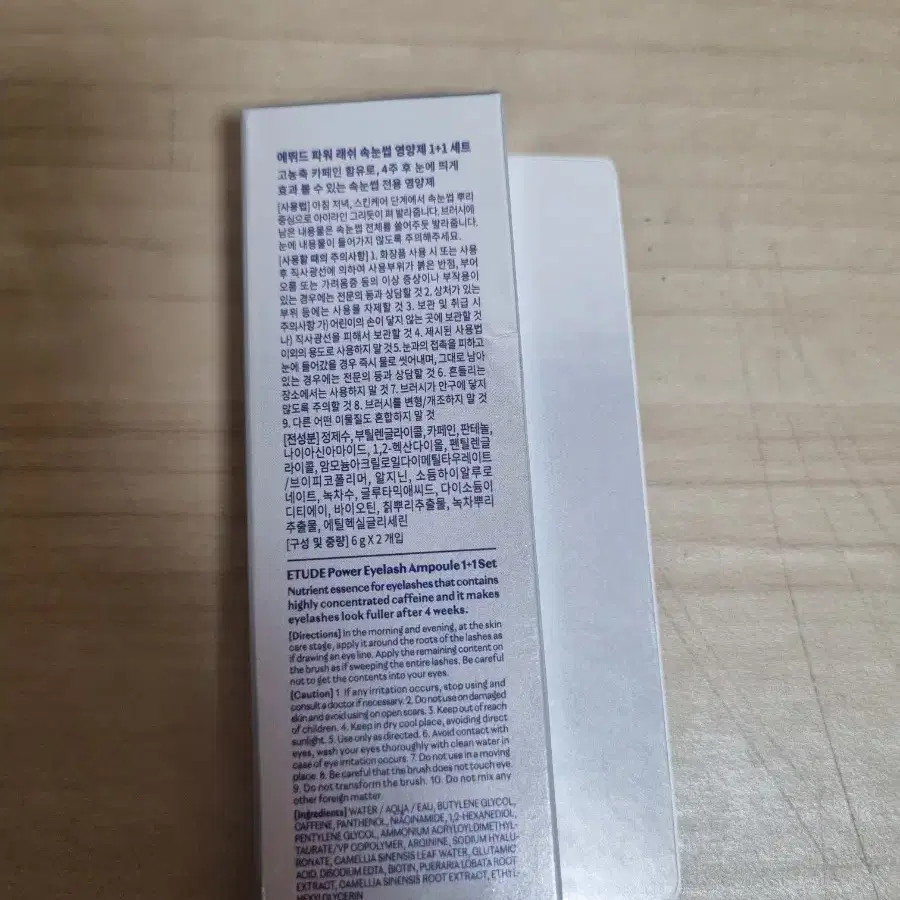 에뛰드 파워 래쉬 속눈썹 영양제 1+1 세트
고농축 카페인 함유로, 4주 후 눈에 띄게
효과 볼 수 있는 속눈썹 전용 영양제
[사용법] 아침 저녁, 스킨케어 단계에서 속눈썹 뿌리
중심으로 아이라인 그리듯이 펴 발라줍니다. 브러시에
남은 내용물은 속눈썹 전체를 쓸어주듯 발라줍니다.
눈에 내용물이 들어가지 않도록 주의해주세요.
[사용할 때의 주의사항] 1. 화장품 사용 시 또는 사용
후 직사광선에 의하여 사용부위가 붉은 반점, 부어
오름 또는 가려움증 등의 이상 증상이나 부작용이
있는 경우에는 전문의 등과 상담할 것 2. 상처가 있는
부위 등에는 사용을 자제할 것 3. 보관 및 취급 시
주의사항 가) 어린이의 손이 닿지 않는 곳에 보관할 것
나) 직사광선을 피해서 보관할 것 4. 제시된 사용법
이외의 용도로 사용하지 말 것 5. 눈과의 접촉을 피하고
눈에 들어갔을 경우 즉시 물로 씻어내며, 그대로 남아
있는 경우에는 전문의 등과 상담할 것 6. 흔들리는
장소에서는 사용하지 말 것 7. 브러시가 안구에 닿지
않도록 주의할 것 8. 브러시를 변형/개조하지 말 것
9. 다른 어떤 이물질도 혼합하지 말 것
[전성분] 정제수, 부틸렌글라이콜, 카페인, 판테놀,
나이아신아마이드, 1,2-헥산다이올, 펜틸렌글
라이콜, 암모늄아크릴로일다이메틸타우레이트
/브이피코폴리머, 알지닌, 소듐하이알루로
네이트, 녹차수, 글루타믹애씨드, 다이소듐이
디티에이, 바이오틴, 칡뿌리추출물, 녹차뿌리
추출물, 에틸헥실글리세린
[구성 및 중량] 6 g X 2 개입
ETUDE Power Eyelash Ampoule 1+1 Set
Nutrient essence for eyelashes that contains
highly concentrated caffeine and it makes
eyelashes look fuller after 4 weeks.
[Directions] In the morning and evening, at the skin
care stage, apply it around the roots of the lashes as
if drawing an eye line. Apply the remaining content on
the brush as if sweeping the entire lashes. Be careful
not to get the contents into your eyes.
[Caution] 1. If any irritation occurs, stop using and
consult a doctor if necessary. 2. Do not use on damaged
skin and avoid using on open scars. 3. Keep out of reach
of children. 4. Keep in dry cool place, avoiding direct
sunlight. 5. Use only as directed. 6. Avoid contact with
eyes, wash your eyes thoroughly with clean water in
case of eye irritation occurs. 7. Do not use in a moving
place. 8. Be careful that the brush does not touch eye.
9. Do not transform the brush. 10. Do not mix any
other foreign matter.
[Ingredients] WATER / AQUA / EAU, BUTYLENE GLYCOL,
CAFFEINE, PANTHENOL, NIACINAMIDE, 1,2-HEXANEDIOL,
PENTYLENE GLYCOL, AMMONIUM ACRYLOYLDIMETHYL-
TAURATE/VP COPOLYMER, ARGININE, SODIUM HYALU-
RONATE, CAMELLIA SINENSIS LEAF WATER, GLUTAMIC
ACID, DISODIUM EDTA, BIOTIN, PUERARIA LOBATA ROOT
EXTRACT, CAMELLIA SINENSIS ROOT EXTRACT, ETHYL-
HEXYLGLYCERIN